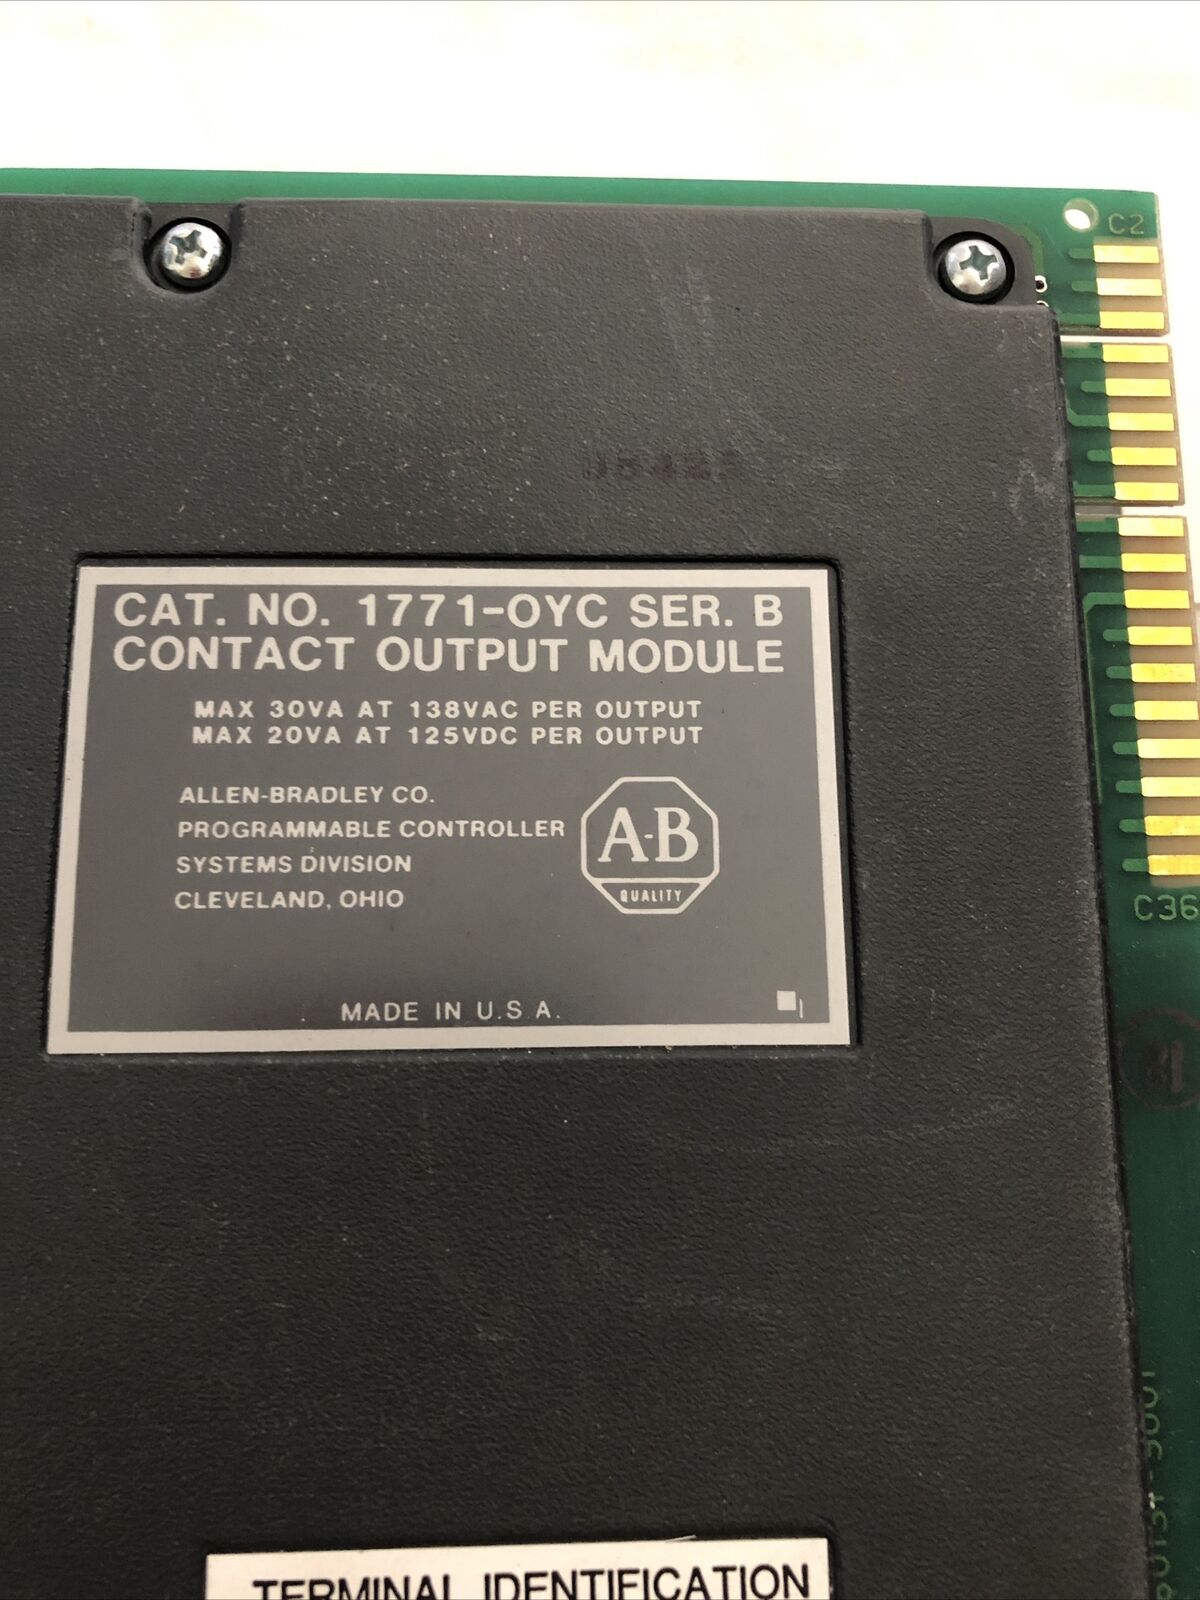 C2
CAT. NO. 1771-OYC SER. B
CONTACT OUTPUT MODULE
MAX 30VA AT 138VAC PER OUTPUT
MAX 20VA AT 125VDC PER OUTPUT
ALLEN-BRADLEY CO.
PROGRAMMABLE CONTROLLER
SYSTEMS DIVISION
CLEVELAND, OHIO
A-B
QUALITY
MADE IN U.S.A.
C36
TERMINAL IDENTIFICATION